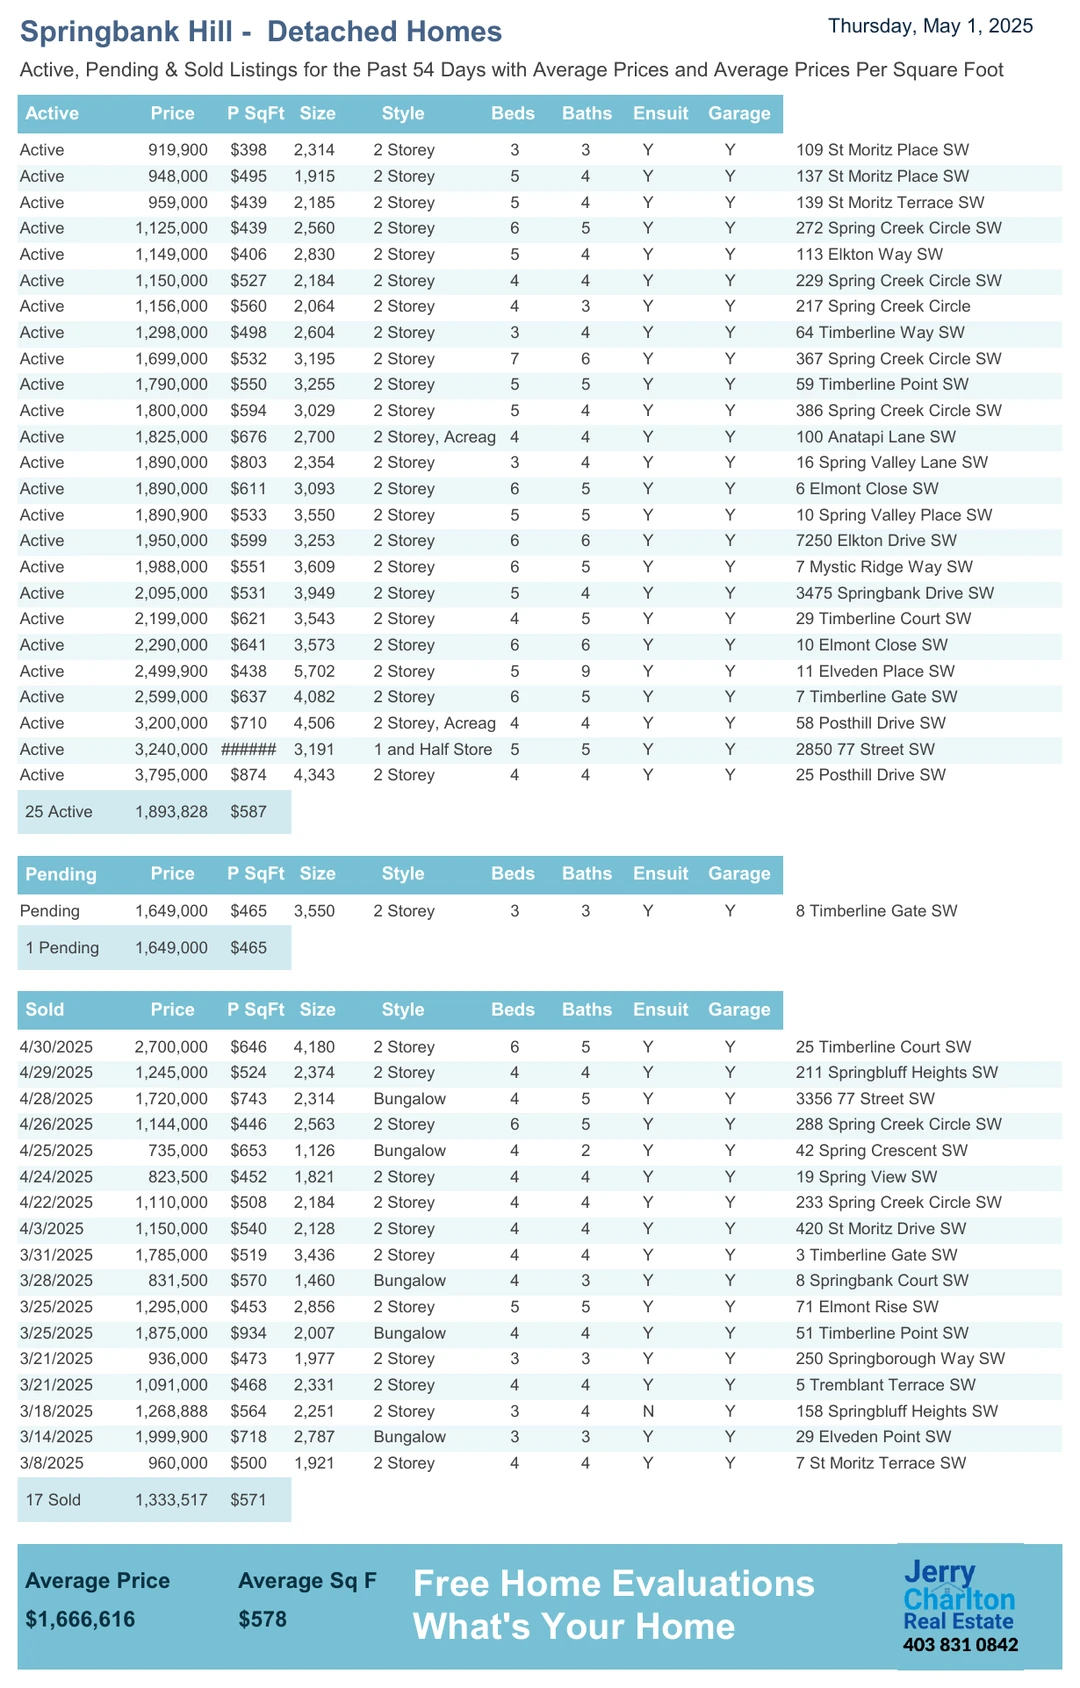 Springbank Hill -  Detached Homes
Thursday, May 1, 2025
Active, Pending & Sold Listings for the Past 54 Days with Average Prices and Average Prices Per Square Foot
Active Price P SqFt Size Style Beds Baths Ensuit Garage
Active 919,900 $398 2,314 2 Storey 3 3 Y Y 109 St Moritz Place SW
Active 948,000 $495 1,915 2 Storey 5 4 Y Y 137 St Moritz Place SW
Active 959,000 $439 2,185 2 Storey 5 4 Y Y 139 St Moritz Terrace SW
Active 1,125,000 $439 2,560 2 Storey 6 5 Y Y 272 Spring Creek Circle SW
Active 1,149,000 $406 2,830 2 Storey 5 4 Y Y 113 Elkton Way SW
Active 1,150,000 $527 2,184 2 Storey 4 4 Y Y 229 Spring Creek Circle SW
Active 1,156,000 $560 2,064 2 Storey 4 3 Y Y 217 Spring Creek Circle
Active 1,298,000 $498 2,604 2 Storey 3 4 Y Y 64 Timberline Way SW
Active 1,699,000 $532 3,195 2 Storey 7 6 Y Y 367 Spring Creek Circle SW
Active 1,790,000 $550 3,255 2 Storey 5 5 Y Y 59 Timberline Point SW
Active 1,800,000 $594 3,029 2 Storey 5 4 Y Y 386 Spring Creek Circle SW
Active 1,825,000 $676 2,700 2 Storey, Acreag 4 4 Y Y 100 Anatapi Lane SW
Active 1,890,000 $803 2,354 2 Storey 3 4 Y Y 16 Spring Valley Lane SW
Active 1,890,000 $611 3,093 2 Storey 6 5 Y Y 6 Elmont Close SW
Active 1,890,900 $533 3,550 2 Storey 5 5 Y Y 10 Spring Valley Place SW
Active 1,950,000 $599 3,253 2 Storey 6 6 Y Y 7250 Elkton Drive SW
Active 1,988,000 $551 3,609 2 Storey 6 5 Y Y 7 Mystic Ridge Way SW
Active 2,095,000 $531 3,949 2 Storey 5 4 Y Y 3475 Springbank Drive SW
Active 2,199,000 $621 3,543 2 Storey 4 5 Y Y 29 Timberline Court SW
Active 2,290,000 $641 3,573 2 Storey 6 6 Y Y 10 Elmont Close SW
Active 2,499,900 $438 5,702 2 Storey 5 9 Y Y 11 Elveden Place SW
Active 2,599,000 $637 4,082 2 Storey 6 5 Y Y 7 Timberline Gate SW
Active 3,200,000 $710 4,506 2 Storey, Acreag 4 4 Y Y 58 Posthill Drive SW
Active 3,240,000 ###### 3,191 1 and Half Store 5 5 Y Y 2850 77 Street SW
Active 3,795,000 $874 4,343 2 Storey 4 4 Y Y 25 Posthill Drive SW
25 Active 1,893,828 $587
Pending Price P SqFt Size Style Beds Baths Ensuit Garage
Pending 1,649,000 $465 3,550 2 Storey 3 3 Y Y 8 Timberline Gate SW
1 Pending 1,649,000 $465
Sold Price P SqFt Size Style Beds Baths Ensuit Garage
4/30/2025 2,700,000 $646 4,180 2 Storey 6 5 Y Y 25 Timberline Court SW
4/29/2025 1,245,000 $524 2,374 2 Storey 4 4 Y Y 211 Springbluff Heights SW
4/28/2025 1,720,000 $743 2,314 Bungalow 4 5 Y Y 3356 77 Street SW
4/26/2025 1,144,000 $446 2,563 2 Storey 6 5 Y Y 288 Spring Creek Circle SW
4/25/2025 735,000 $653 1,126 Bungalow 4 2 Y Y 42 Spring Crescent SW
4/24/2025 823,500 $452 1,821 2 Storey 4 4 Y Y 19 Spring View SW
4/22/2025 1,110,000 $508 2,184 2 Storey 4 4 Y Y 233 Spring Creek Circle SW
4/3/2025 1,150,000 $540 2,128 2 Storey 4 4 Y Y 420 St Moritz Drive SW
3/31/2025 1,785,000 $519 3,436 2 Storey 4 4 Y Y 3 Timberline Gate SW
3/28/2025 831,500 $570 1,460 Bungalow 4 3 Y Y 8 Springbank Court SW
3/25/2025 1,295,000 $453 2,856 2 Storey 5 5 Y Y 71 Elmont Rise SW
3/25/2025 1,875,000 $934 2,007 Bungalow 4 4 Y Y 51 Timberline Point SW
3/21/2025 936,000 $473 1,977 2 Storey 3 3 Y Y 250 Springborough Way SW
3/21/2025 1,091,000 $468 2,331 2 Storey 4 4 Y Y 5 Tremblant Terrace SW
3/18/2025 1,268,888 $564 2,251 2 Storey 3 4 N Y 158 Springbluff Heights SW
3/14/2025 1,999,900 $718 2,787 Bungalow 3 3 Y Y 29 Elveden Point SW
3/8/2025 960,000 $500 1,921 2 Storey 4 4 Y Y 7 St Moritz Terrace SW
17 Sold 1,333,517 $571
Average Price Average Sq F
$1,666,616 $578
Free Home Evaluations
What's Your Home
Jerry
Charlton
Real Estate
403 831 0842